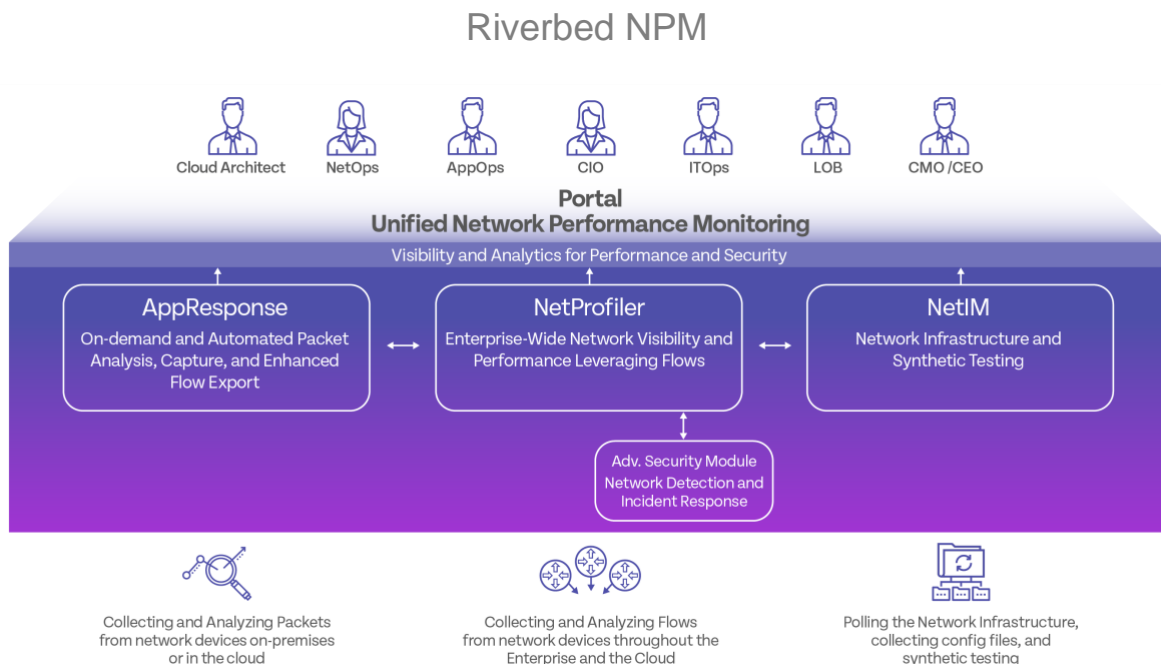 Riverbed NPM
Cloud Architect
NetOps
AppOps
CIO
ITOps
LOB
CMO /CEO
Portal
Unified Network Performance Monitoring
Visibility and Analytics for Performance and Security
AppResponse
On-demand and Automated Packet
Analysis, Capture, and Enhanced
Flow Export
NetProfiler
Enterprise-Wide Network Visibility and
Performance Leveraging Flows
NetIM
Network Infrastructure and
Synthetic Testing
Adv. Security Module
Network Detection and
Incident Response
Collecting and Analyzing Packets
from network devices on-premises
or in the cloud
Collecting and Analyzing Flows
from network devices throughout the
Enterprise and the Cloud
Polling the Network Infrastructure,
collecting config files, and
synthetic testing